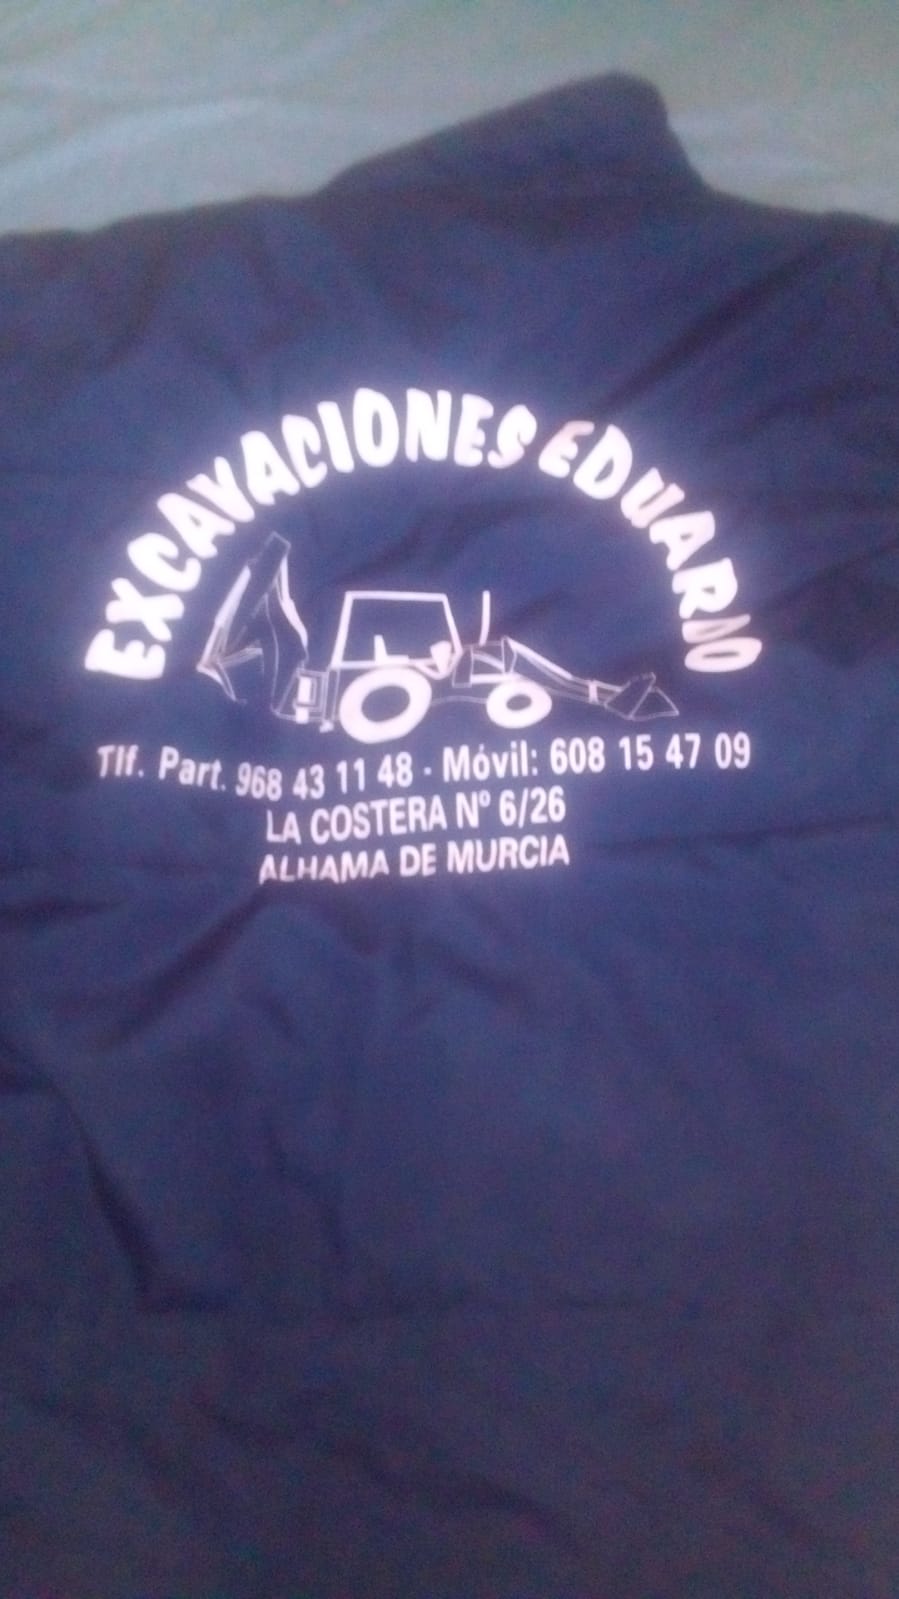 EXCAVACIONES EDUARDO
Tlf. Part. 968 43 11 48 - Móvil: 608 15 47 09
LA COSTERA Nº 6/26
ALHAMA DE MURCIA